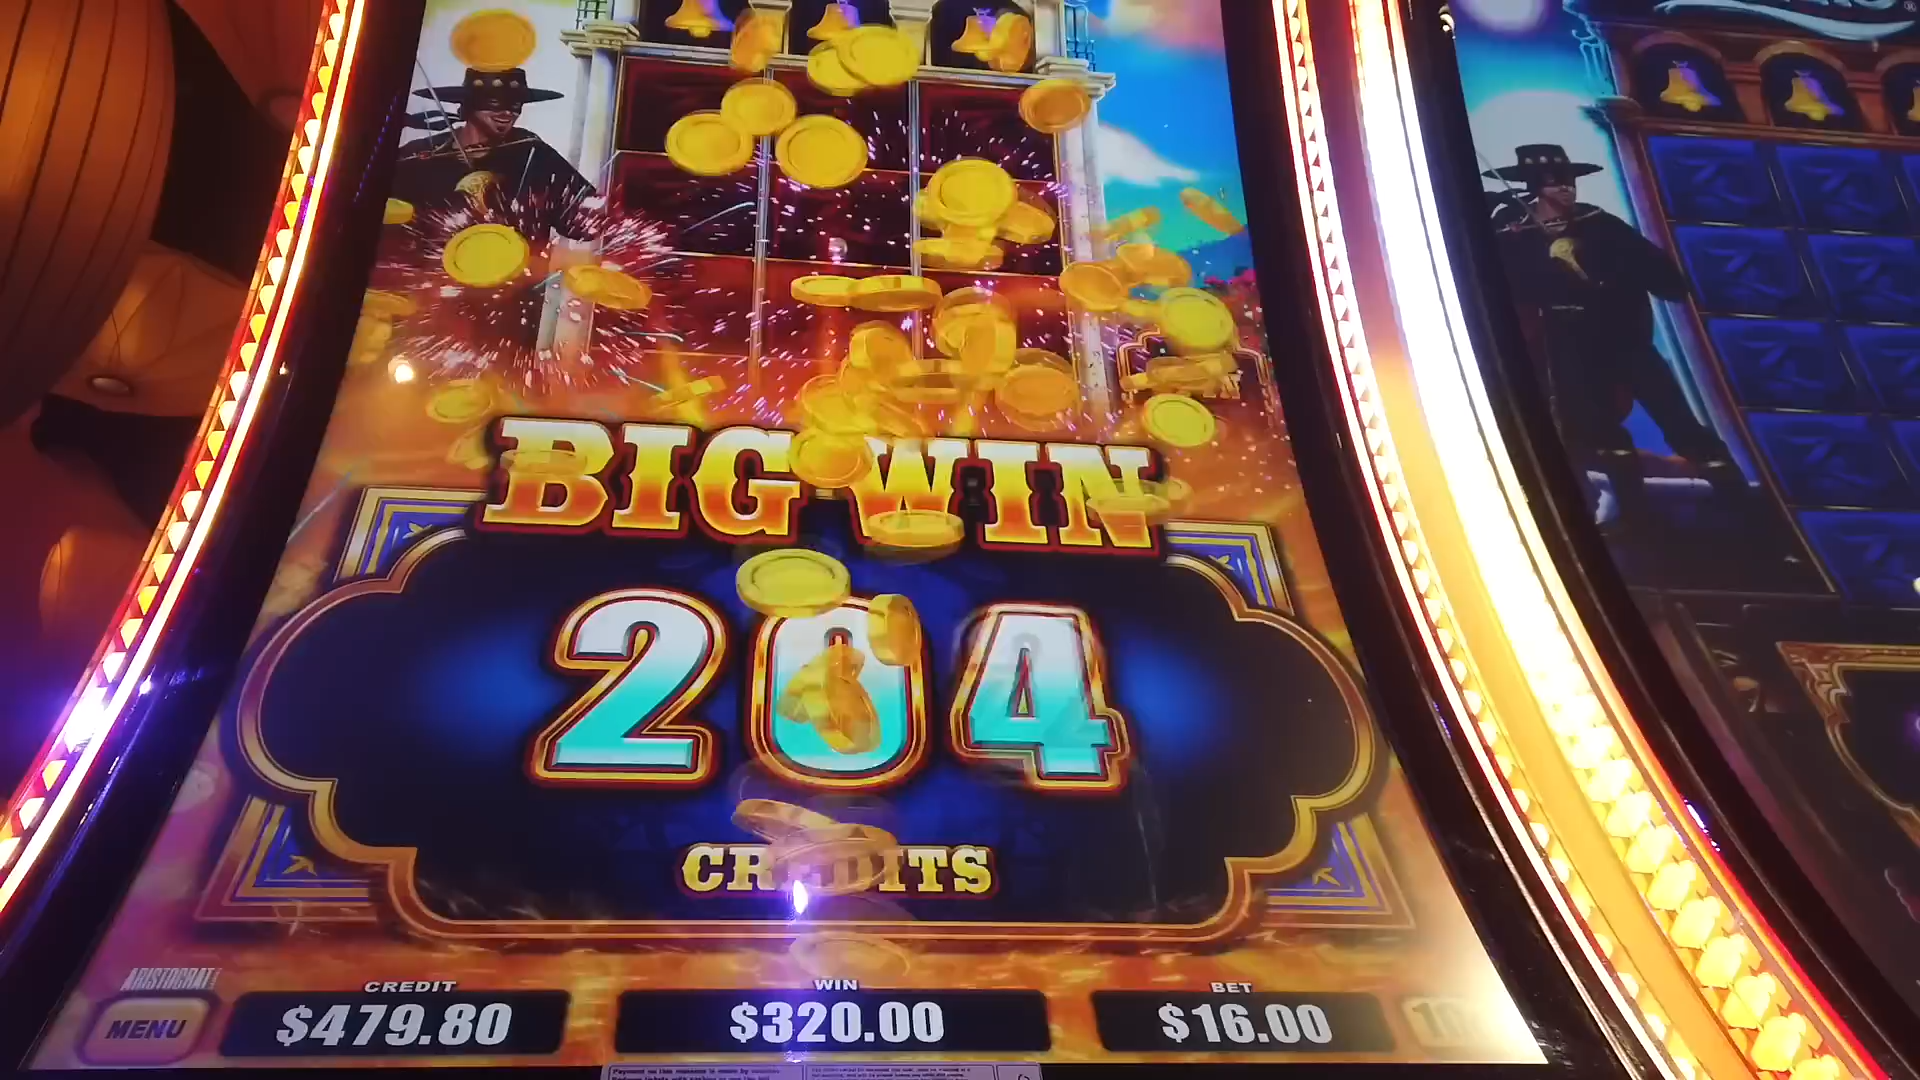 BIG WIN
204
CREDITS
ARISTOCRAT
MENU
CREDIT
$479.80
WIN
$320.00
BET
$16.00